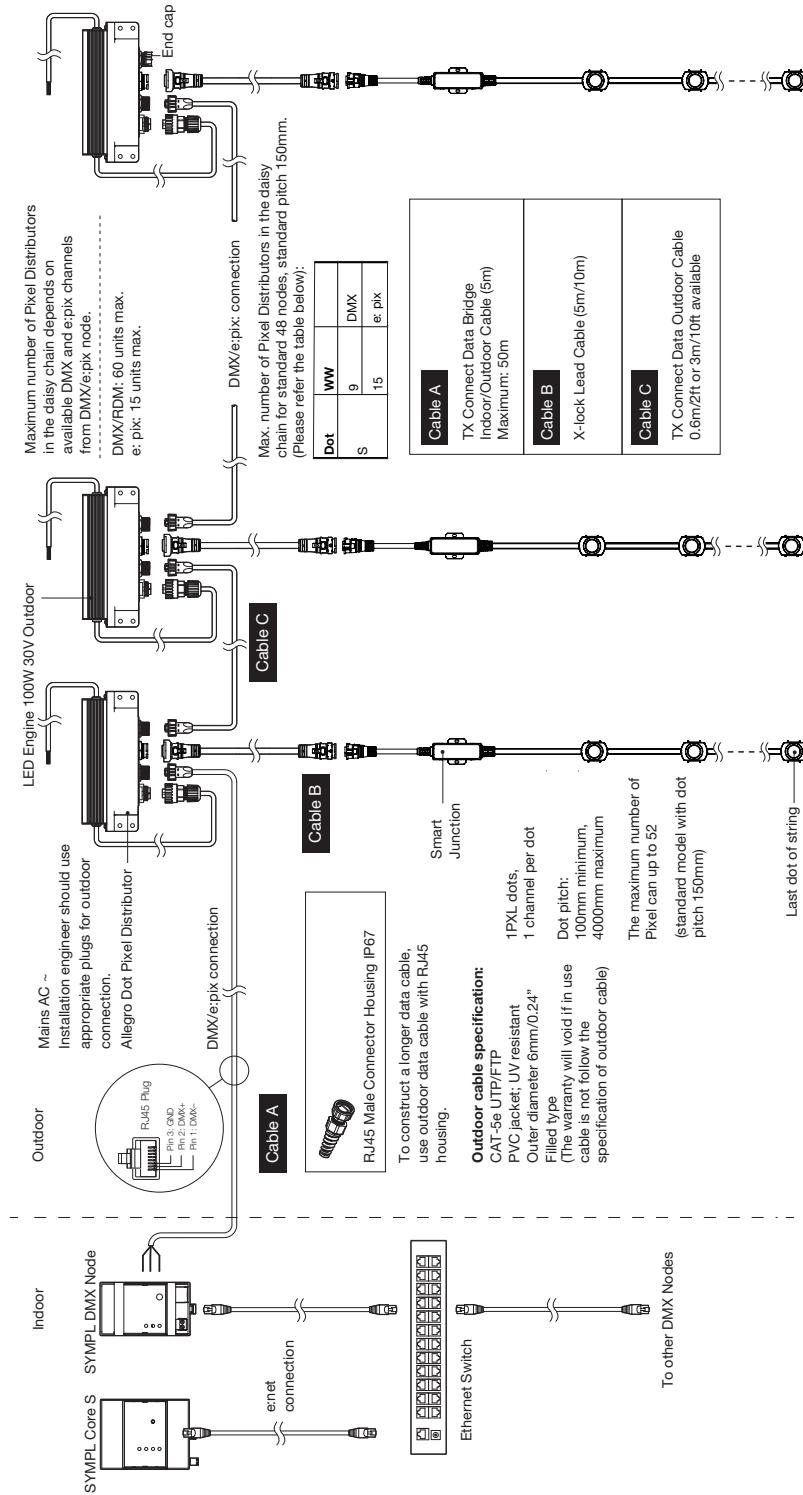 Indoor
Outdoor
SYMPL Core S
SYMPL DMX Node
e:net
connection
Ethernet Switch
To other DMX Nodes
Mains AC ~
Installation engineer should use
appropriate plugs for outdoor
connection.
Allegro Dot Pixel Distributor
RJ45 Plug
Pin 3: GND
Pin 2: DMX+
Pin 1: DMX–
DMX/e:pix connection
Cable A
RJ45 Male Connector Housing IP67
To construct a longer data cable,
use outdoor data cable with RJ45
housing.
Outdoor cable specification:
CAT-5e UTP/FTP
PVC jacket; UV resistant
Outer diameter 6mm/0.24”
Filled type
(The warranty will void if in use
cable is not follow the
specification of outdoor cable)
LED Engine 100W 30V Outdoor
Cable B
Cable C
Smart
Junction
1PXL dots,
1 channel per dot
Dot pitch:
100mm minimum,
4000mm maximum
The maximum number of
Pixel can up to 52
(standard model with dot
pitch 150mm)
Last dot of string
Maximum number of Pixel Distributors
in the daisy chain depends on
available DMX and e:pix channels
from DMX/e:pix node.
DMX/RDM: 60 units max.
e; pix: 15 units max.
End cap
DMX/e:pix: connection
Max. number of Pixel Distributors in the daisy
chain for standard 48 nodes, standard pitch 150mm.
(Please refer the table below):
Dot WW
S 9 DMX
15 e: pix
Cable A
TX Connect Data Bridge
Indoor/Outdoor Cable (5m)
Maximum: 50m
Cable B
X-lock Lead Cable (5m/10m)
Cable C
TX Connect Data Outdoor Cable
0.6m/2ft or 3m/10ft available